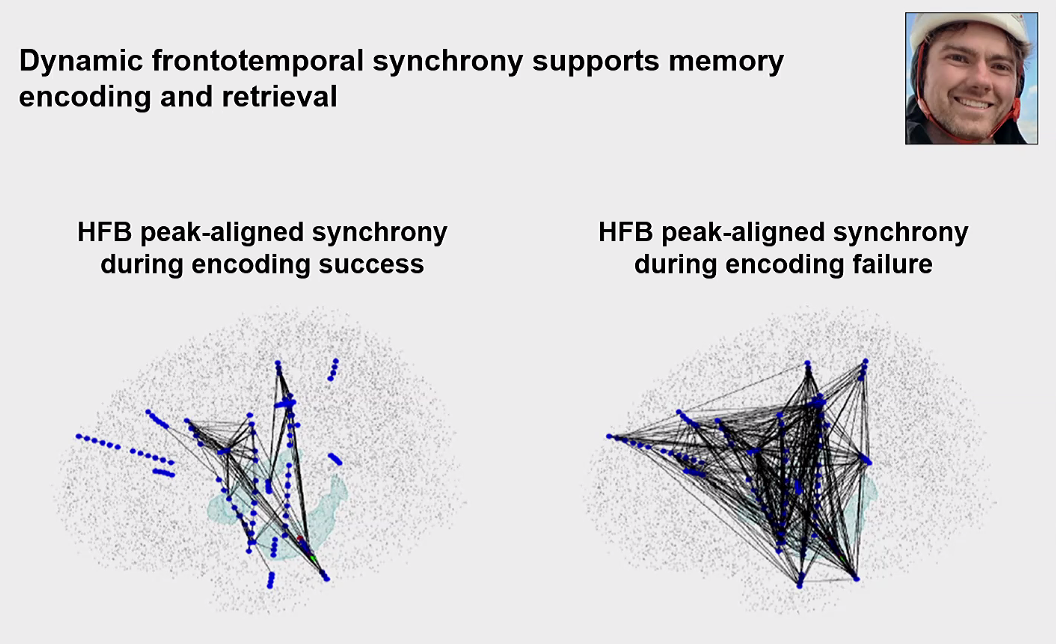 Dynamic frontotemporal synchrony supports memory
encoding and retrieval
HFB peak-aligned synchrony
during encoding success
HFB peak-aligned synchrony
during encoding failure